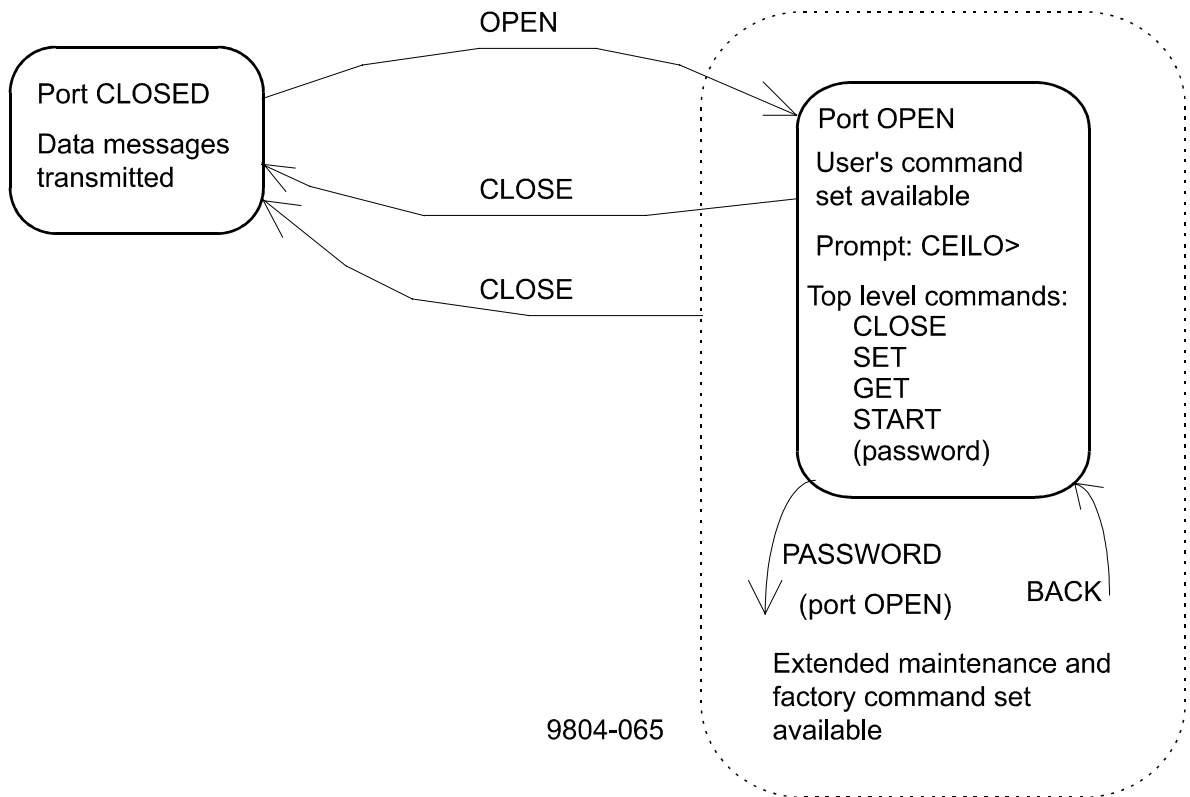 OPEN
Port CLOSED
Data messages
transmitted
CLOSE
CLOSE
Port OPEN
User's command
set available
Prompt: CEILO>
Top level commands:
CLOSE
SET
GET
START
(password)
PASSWORD
(port OPEN)
BACK
Extended maintenance and
factory command set
available
9804-065